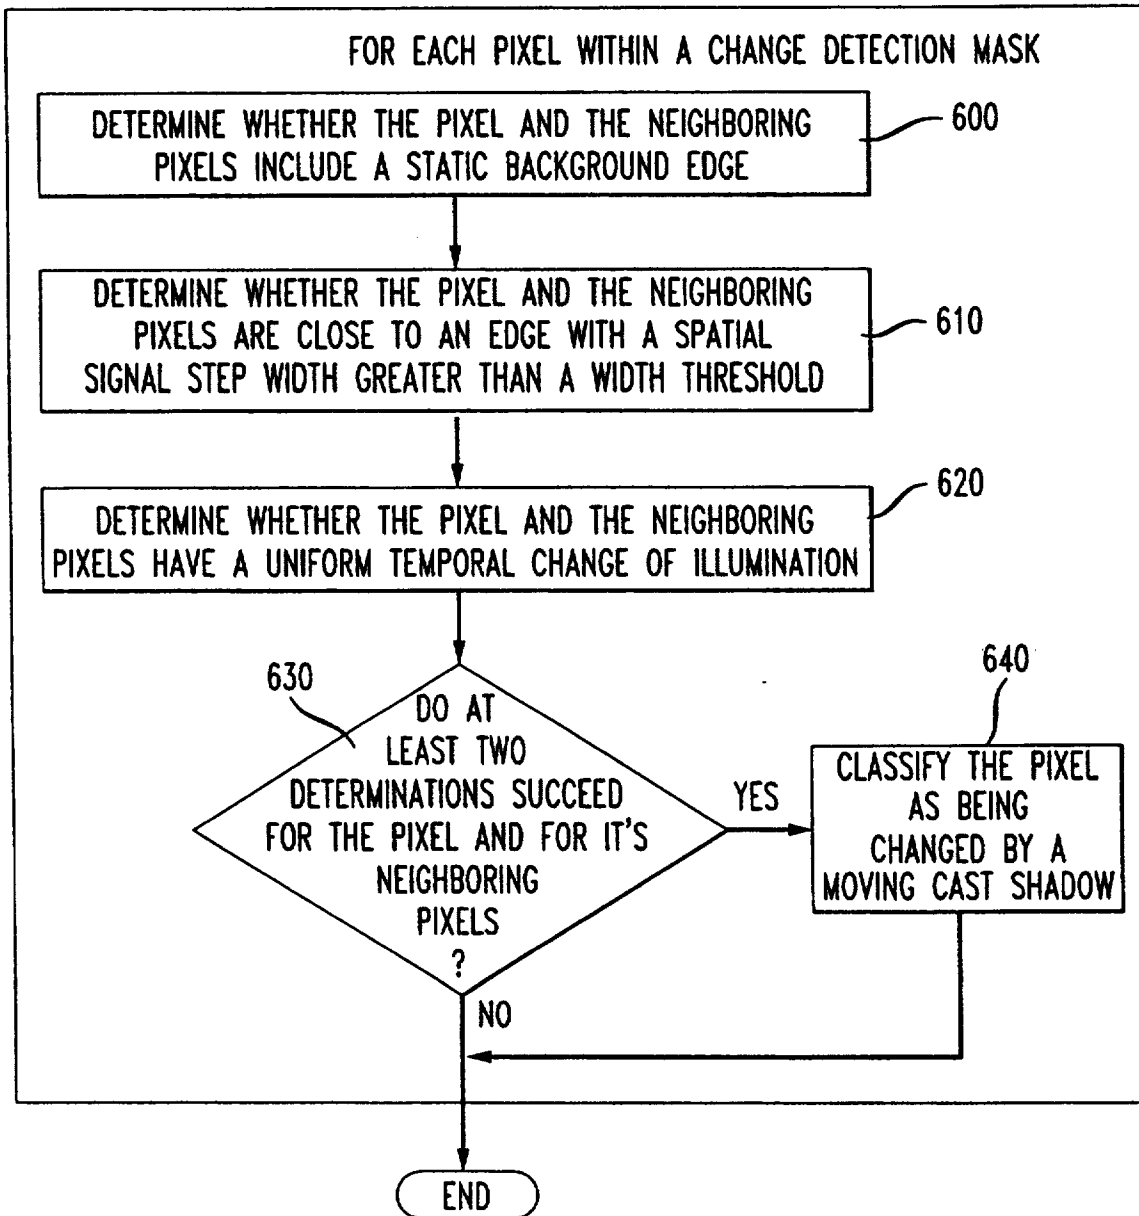 FOR EACH PIXEL WITHIN A CHANGE DETECTION MASK
DETERMINE WHETHER THE PIXEL AND THE NEIGHBORING
PIXELS INCLUDE A STATIC BACKGROUND EDGE
600
DETERMINE WHETHER THE PIXEL AND THE NEIGHBORING
PIXELS ARE CLOSE TO AN EDGE WITH A SPATIAL
SIGNAL STEP WIDTH GREATER THAN A WIDTH THRESHOLD
610
620
DETERMINE WHETHER THE PIXEL AND THE NEIGHBORING
PIXELS HAVE A UNIFORM TEMPORAL CHANGE OF ILLUMINATION
630
DO AT
LEAST TWO
DETERMINATIONS SUCCEED
FOR THE PIXEL AND FOR IT'S
NEIGHBORING
PIXELS
?
YES
640
CLASSIFY THE PIXEL
AS BEING
CHANGED BY A
MOVING CAST SHADOW
NO
END